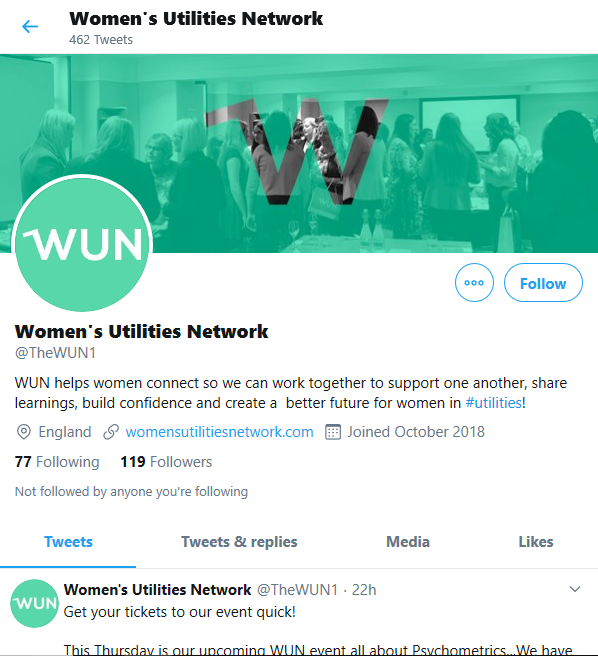 Women's Utilities Network
462 Tweets
W
WUN
Follow
Women's Utilities Network
@TheWUN1
WUN helps women connect so we can work together to support one another, share
learnings, build confidence and create a  better future for women in #utilities!
England womensutilitiesnetwork.com Joined October 2018
77 Following 119 Followers
Not followed by anyone you're following
Tweets Tweets & replies Media Likes
WUN
Women's Utilities Network @TheWUN1 · 22h
Get your tickets to our event quick!
This Thursday is our upcoming WUN event all about Psychometrics...We have